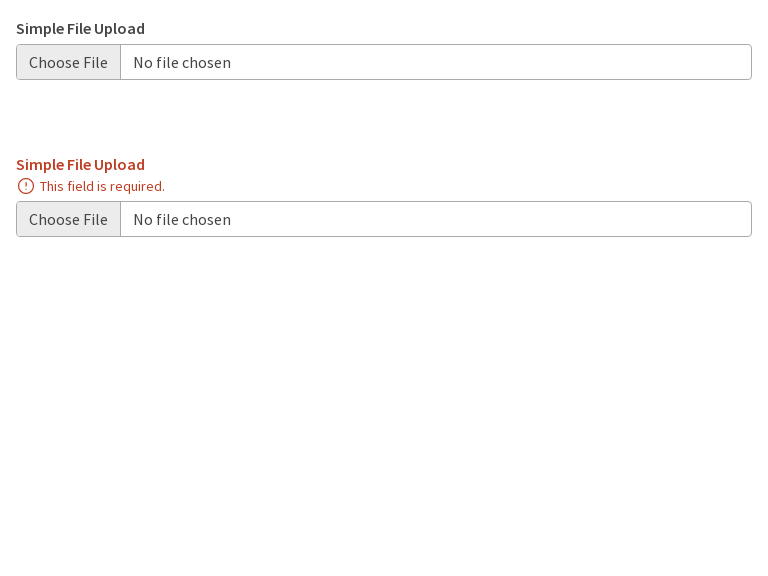 Simple File Upload
Choose File No file chosen
Simple File Upload
This field is required.
Choose File No file chosen